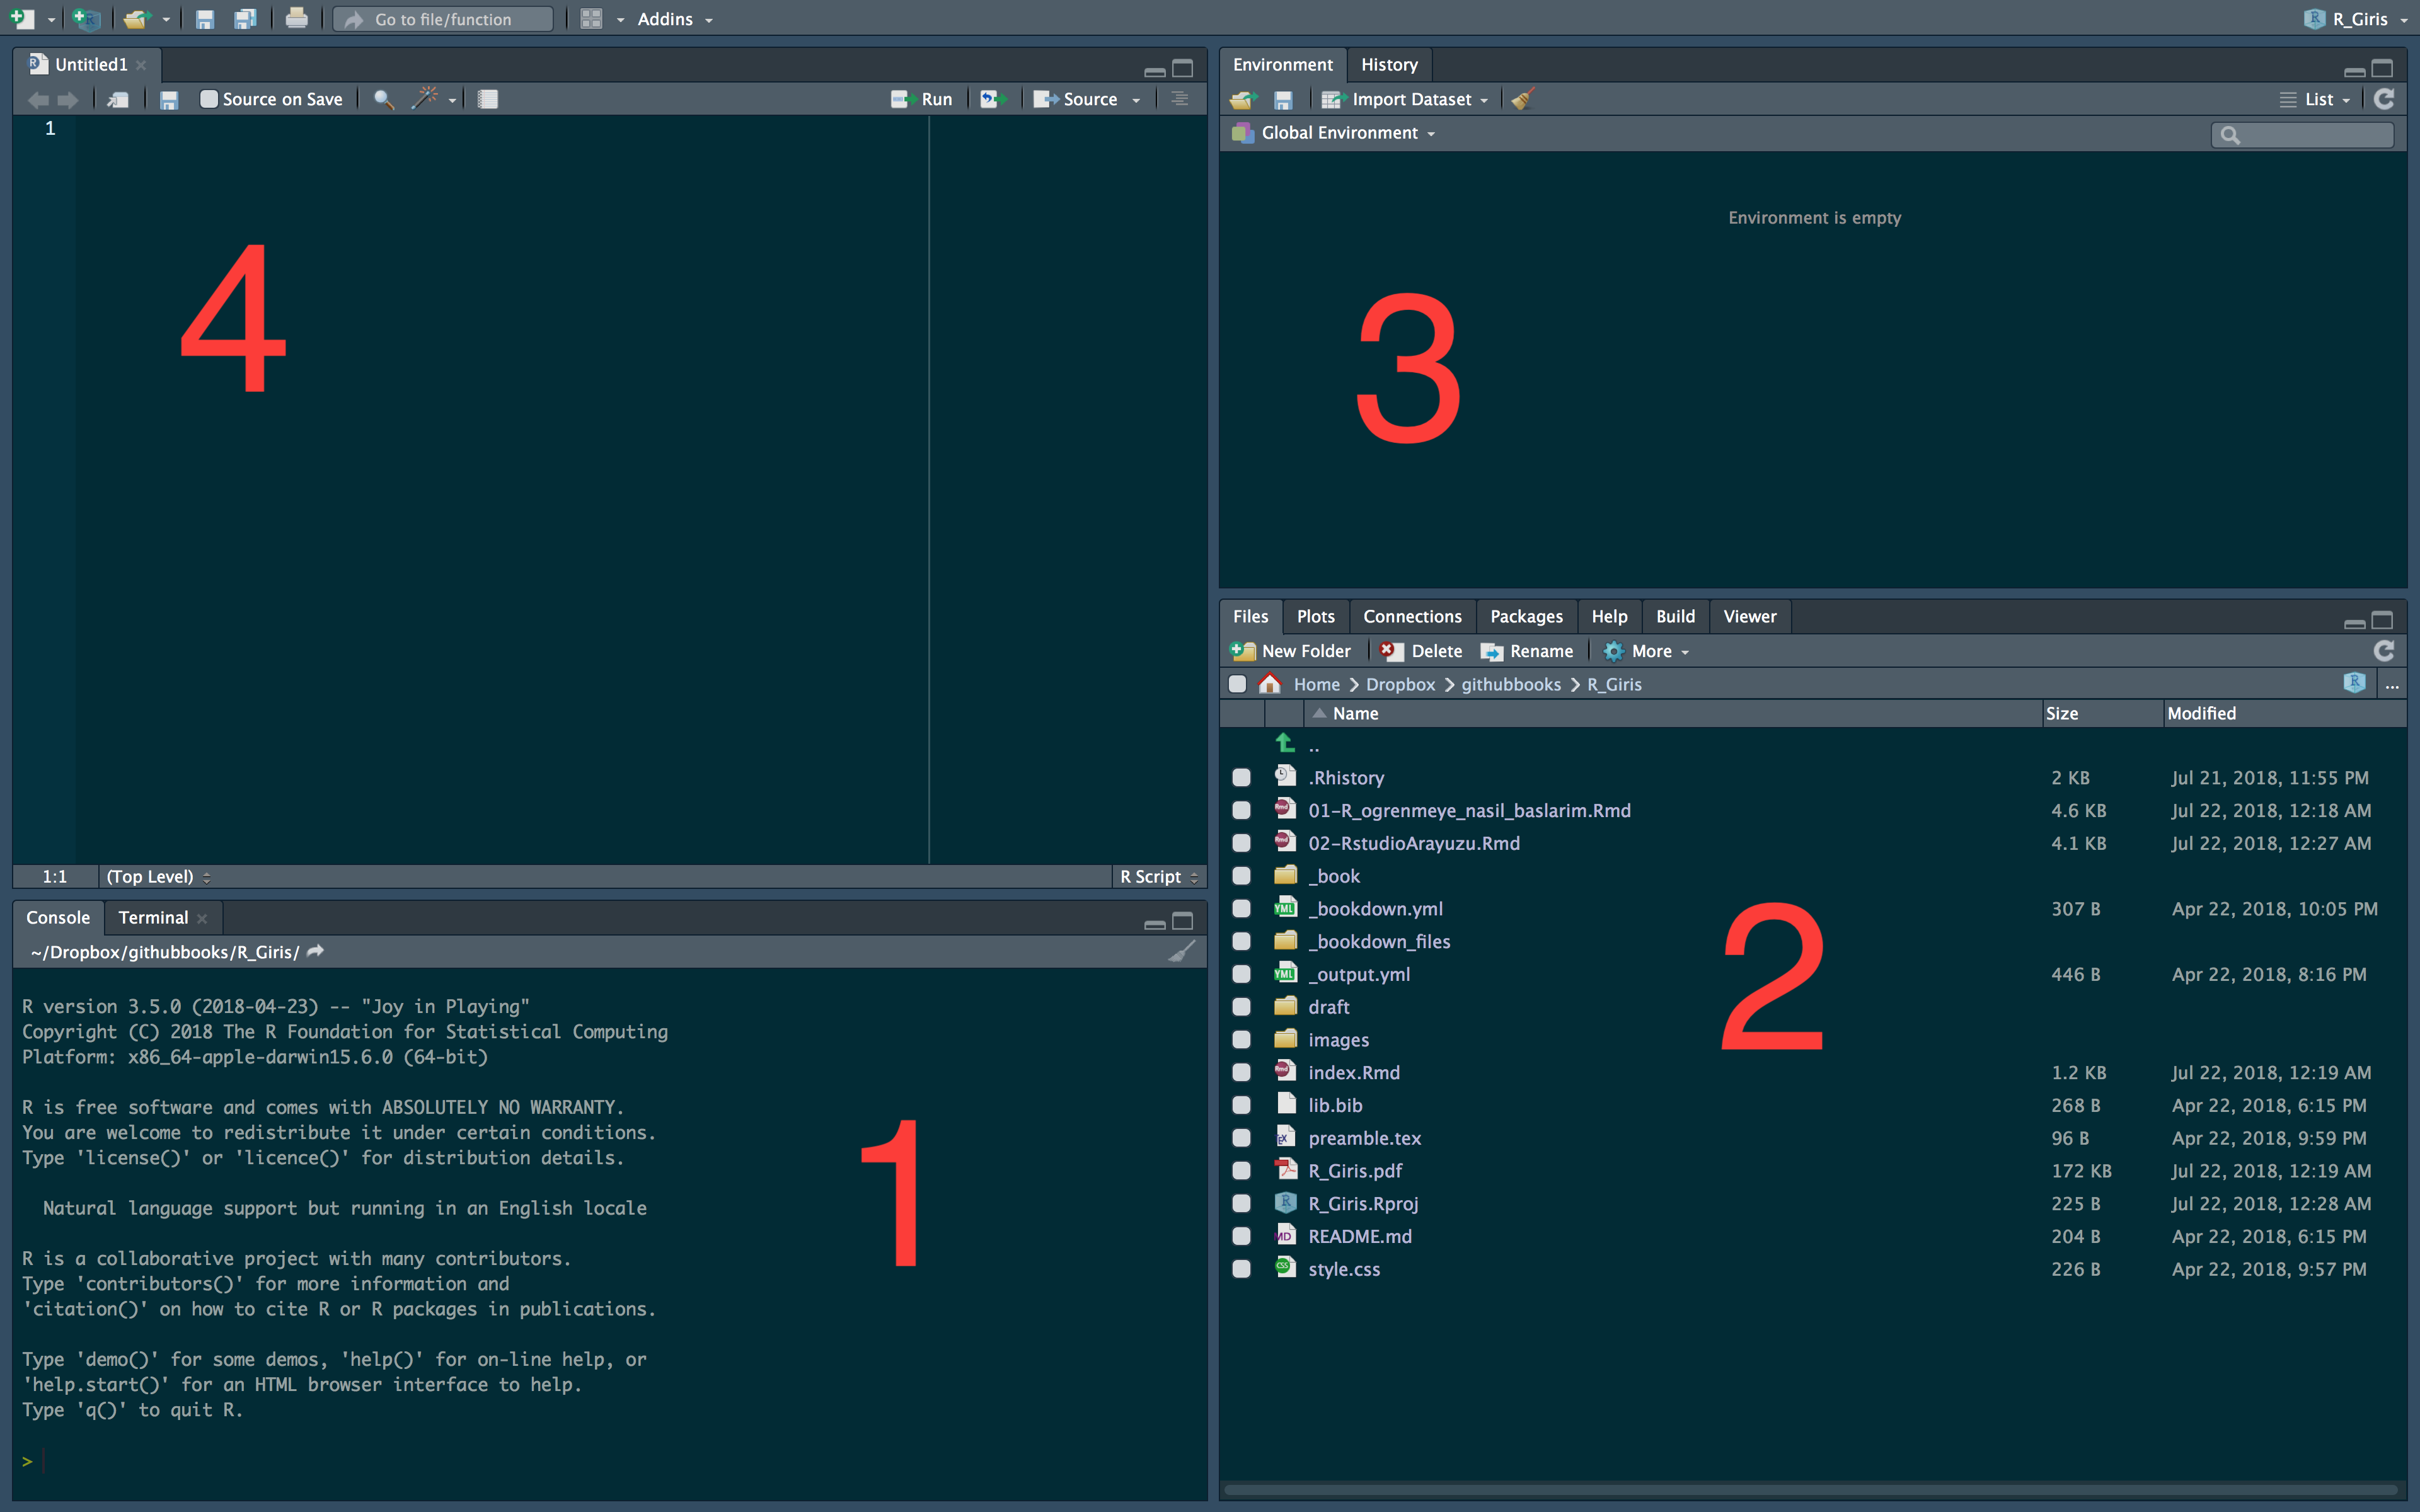 Go to file/function
Addins
R_Giris
Untitled1
Source on Save
Run
Source
1
4
1:1
(Top Level)
R Script
Console
Terminal
~/Dropbox/githubbooks/R_Giris/
R version 3.5.0 (2018-04-23) -- "Joy in Playing"
Copyright (C) 2018 The R Foundation for Statistical Computing
Platform: x86_64-apple-darwin15.6.0 (64-bit)
R is free software and comes with ABSOLUTELY NO WARRANTY.
You are welcome to redistribute it under certain conditions.
Type 'license()' or 'licence()' for distribution details.
Natural language support but running in an English locale
R is a collaborative project with many contributors.
Type 'contributors()' for more information and
'citation()' on how to cite R or R packages in publications.
Type 'demo()' for some demos, 'help()' for on-line help, or
'help.start()' for an HTML browser interface to help.
Type 'q()' to quit R.
>
1
Environment
History
Import Dataset
List
Global Environment
Environment is empty
3
Files
Plots
Connections
Packages
Help
Build
Viewer
New Folder
Delete
Rename
More
Home
Dropbox
githubbooks
R_Giris
...
Name Size Modified
..
.Rhistory 2 KB Jul 21, 2018, 11:55 PM
01-R_ogrenmeye_nasil_baslarim.Rmd 4.6 KB Jul 22, 2018, 12:18 AM
02-RstudioArayuzu.Rmd 4.1 KB Jul 22, 2018, 12:27 AM
_book
_bookdown.yml 307 B Apr 22, 2018, 10:05 PM
_bookdown_files
_output.yml 446 B Apr 22, 2018, 8:16 PM
draft
images
index.Rmd 1.2 KB Jul 22, 2018, 12:19 AM
lib.bib 268 B Apr 22, 2018, 6:15 PM
preamble.tex 96 B Apr 22, 2018, 9:59 PM
R_Giris.pdf 172 KB Jul 22, 2018, 12:19 AM
R_Giris.Rproj 225 B Jul 22, 2018, 12:28 AM
README.md 204 B Apr 22, 2018, 6:15 PM
style.css 226 B Apr 22, 2018, 9:57 PM
2